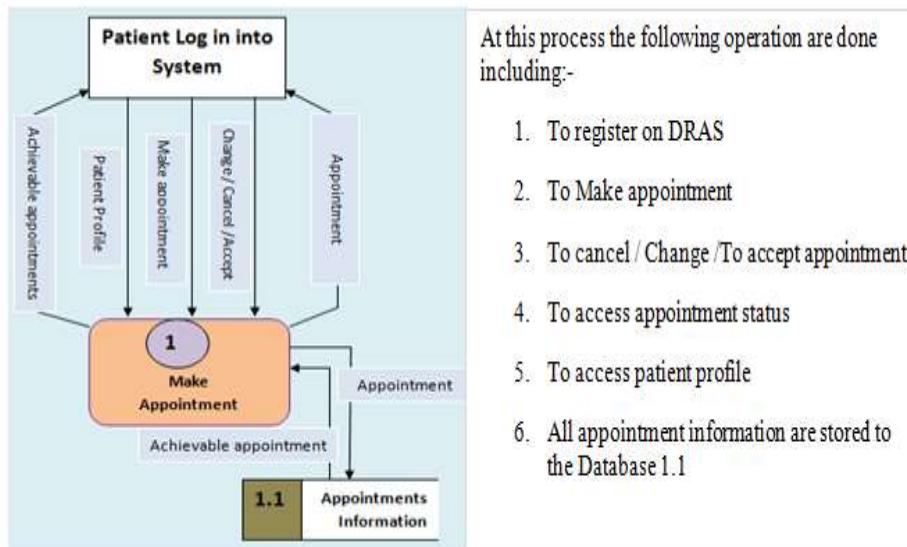 Patient Log in into
System
Achievable appointments
Patient Profile
Make appointment
Change / Cancel /Accept
Appointment
1
Make
Appointment
Appointment
Achievable appointment
1.1
Appointments
Information
At this process the following operation are done
including:-
1. To register on DRAS
2. To Make appointment
3. To cancel / Change /To accept appointment
4. To access appointment status
5. To access patient profile
6. All appointment information are stored to
the Database 1.1